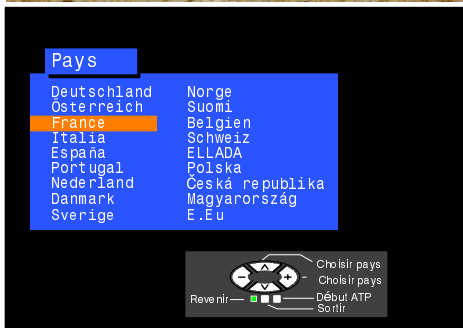 Pays
Deutschland
Österreich
France
Italia
España
Portugal
Nederland
Danmark
Sverige
Norge
Suomi
Belgien
Schweiz
ELLADA
Polska
Česká republika
Magyarország
E.Eu
Choisir pays
Choisir pays
Revenir
Début ATP
Sortir